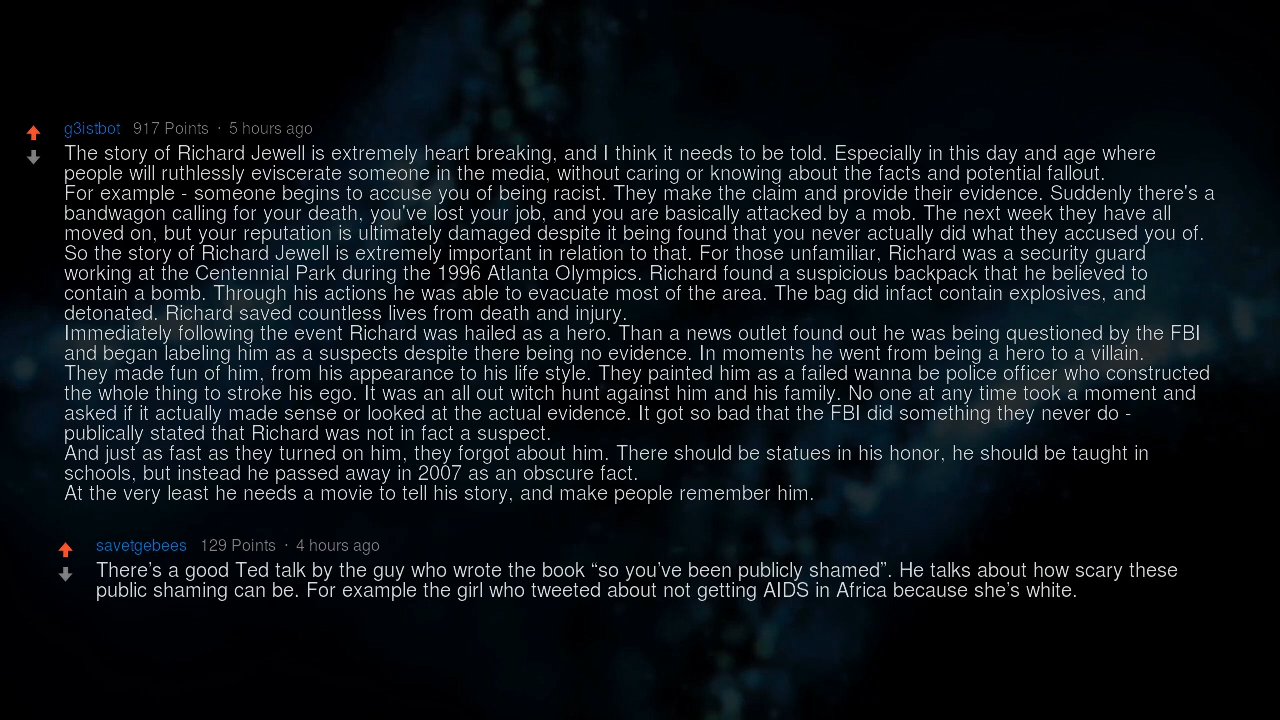 g3istbot 917 Points · 5 hours ago
The story of Richard Jewell is extremely heart breaking, and I think it needs to be told. Especially in this day and age where
people will ruthlessly eviscerate someone in the media, without caring or knowing about the facts and potential fallout.
For example - someone begins to accuse you of being racist. They make the claim and provide their evidence. Suddenly there's a
bandwagon calling for your death, you've lost your job, and you are basically attacked by a mob. The next week they have all
moved on, but your reputation is ultimately damaged despite it being found that you never actually did what they accused you of.
So the story of Richard Jewell is extremely important in relation to that. For those unfamiliar, Richard was a security guard
working at the Centennial Park during the 1996 Atlanta Olympics. Richard found a suspicious backpack that he believed to
contain a bomb. Through his actions he was able to evacuate most of the area. The bag did infact contain explosives, and
detonated. Richard saved countless lives from death and injury.
Immediately following the event Richard was hailed as a hero. Than a news outlet found out he was being questioned by the FBI
and began labeling him as a suspects despite there being no evidence. In moments he went from being a hero to a villain.
They made fun of him, from his appearance to his life style. They painted him as a failed wanna be police officer who constructed
the whole thing to stroke his ego. It was an all out witch hunt against him and his family. No one at any time took a moment and
asked if it actually made sense or looked at the actual evidence. It got so bad that the FBI did something they never do -
publically stated that Richard was not in fact a suspect.
And just as fast as they turned on him, they forgot about him. There should be statues in his honor, he should be taught in
schools, but instead he passed away in 2007 as an obscure fact.
At the very least he needs a movie to tell his story, and make people remember him.
savetgebees 129 Points · 4 hours ago
There's a good Ted talk by the guy who wrote the book “so you've been publicly shamed”. He talks about how scary these
public shaming can be. For example the girl who tweeted about not getting AIDS in Africa because she's white.